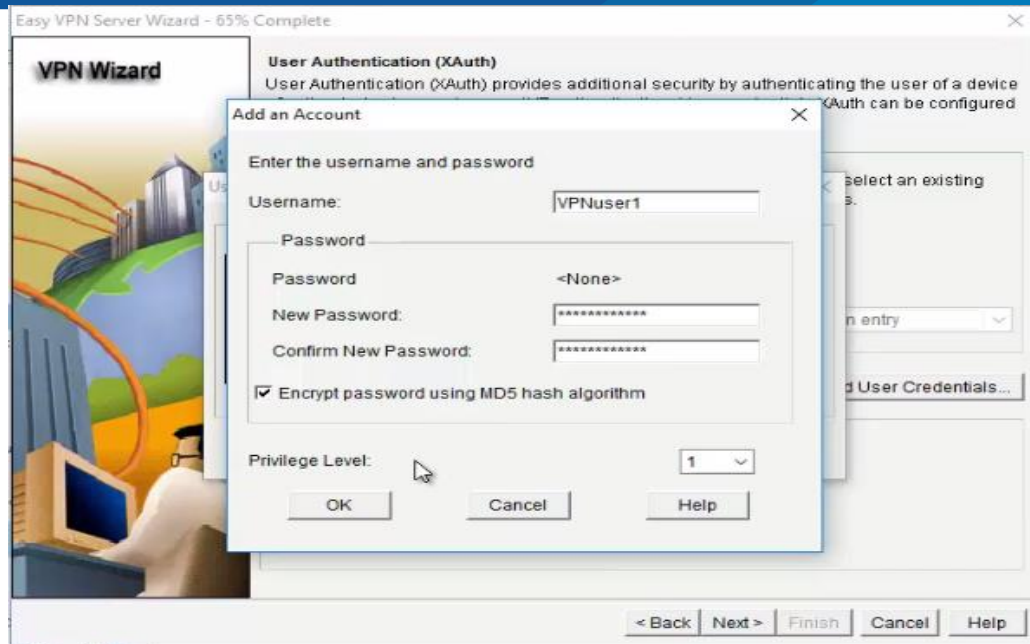 Easy VPN Server Wizard - 65% Complete
VPN Wizard
User Authentication (XAuth)
User Authentication (XAuth) provides additional security by authenticating the user of a device
XAuth can be configured
Us
select an existing
s.
n entry
d User Credentials...
Add an Account
Enter the username and password
Username: VPNuser1
Password
Password <None>
New Password: ************
Confirm New Password: ************
Encrypt password using MD5 hash algorithm
Privilege Level: 1
OK Cancel Help
< Back Next > Finish Cancel Help